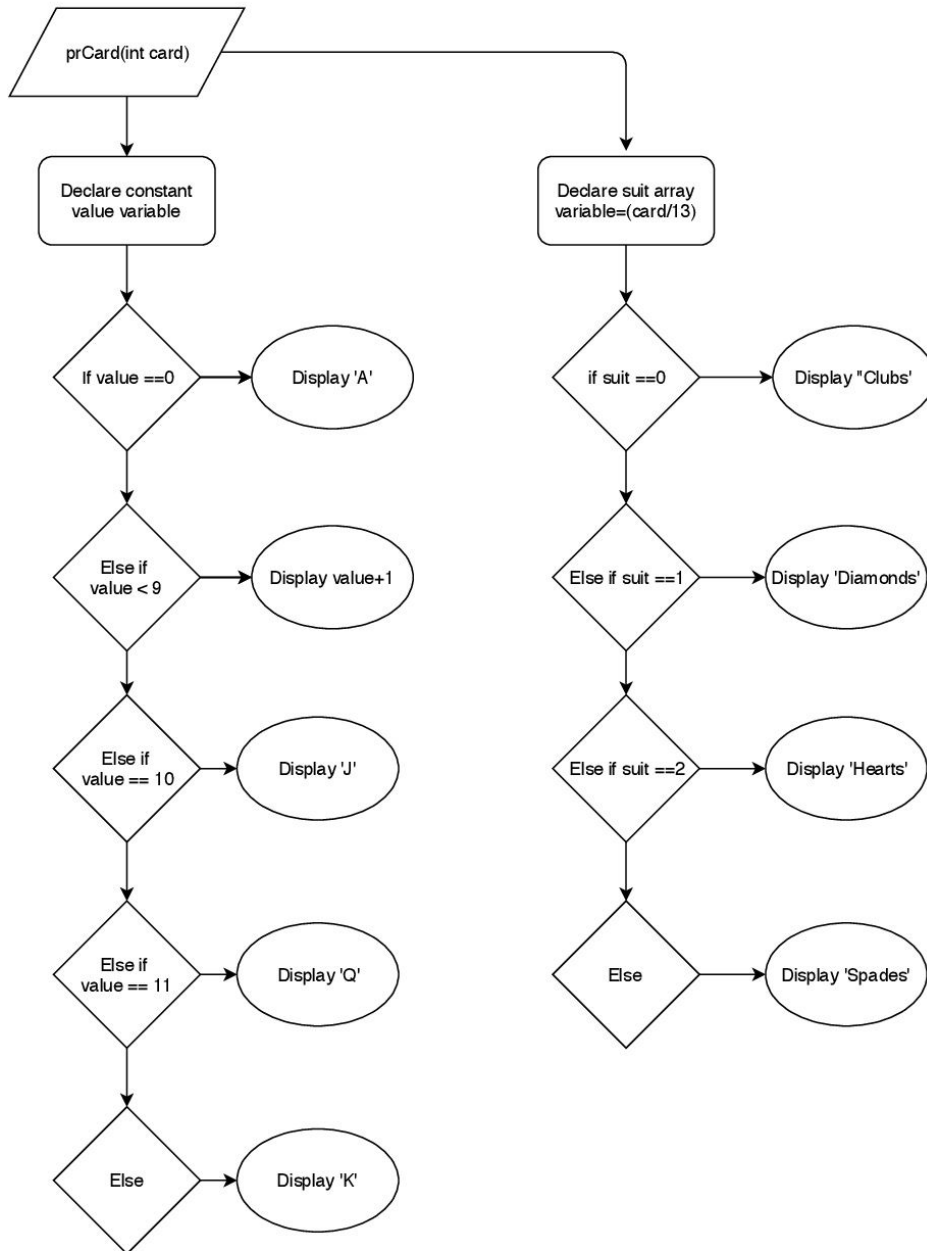 prCard(int card)
Declare constant
value variable
Declare suit array
variable=(card/13)
If value ==0
Display 'A'
if suit ==0
Display "Clubs'
Else if
value < 9
Display value+1
Else if suit ==1
Display 'Diamonds'
Else if
value == 10
Display 'J'
Else if suit ==2
Display 'Hearts'
Else if
value == 11
Display 'Q'
Else
Display 'Spades'
Else
Display 'K'